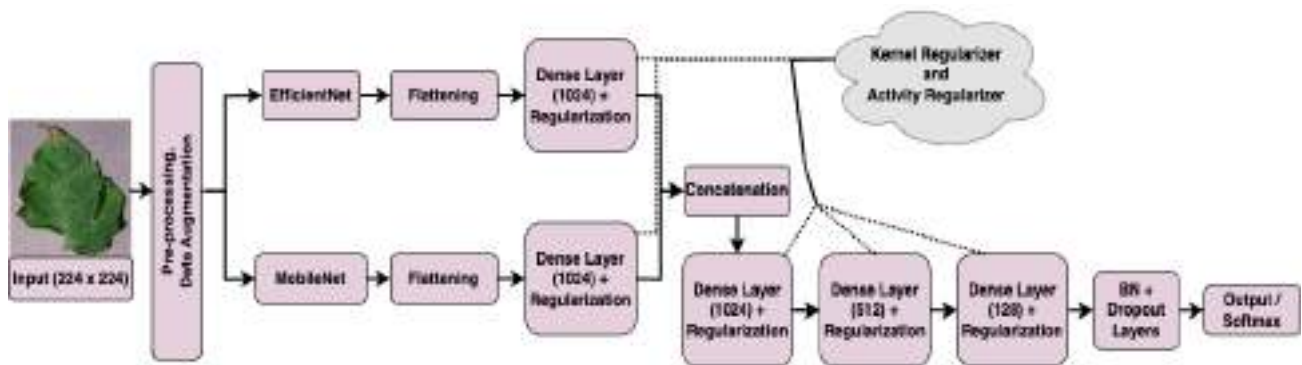 Input (224 x 224)
Pre-processing,
Data Augmentation
EfficientNet
Flattening
Dense Layer
(1024) +
Regularization
MobileNet
Flattening
Dense Layer
(1024) +
Regularization
Kernel Regularizer
and
Activity Regularizer
Concatenation
Dense Layer
(1024) +
Regularization
Dense Layer
(512) +
Regularization
Dense Layer
(128) +
Regularization
BN +
Dropout
Layers
Output /
Softmax